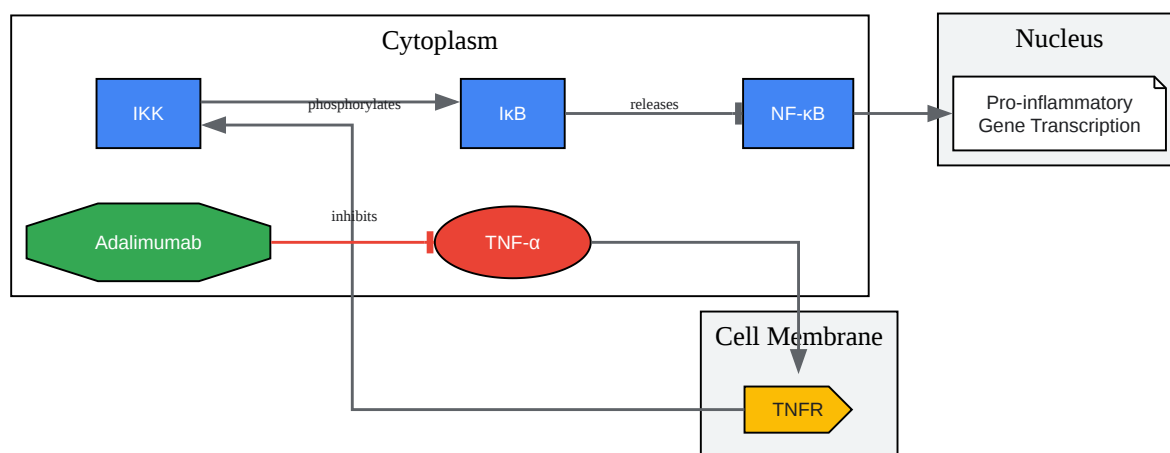 Cytoplasm
Nucleus
IKK
phosphorylates
IκB
releases
NF-κB
Pro-inflammatory
Gene Transcription
Adalimumab
inhibits
TNF-α
Cell Membrane
TNFR